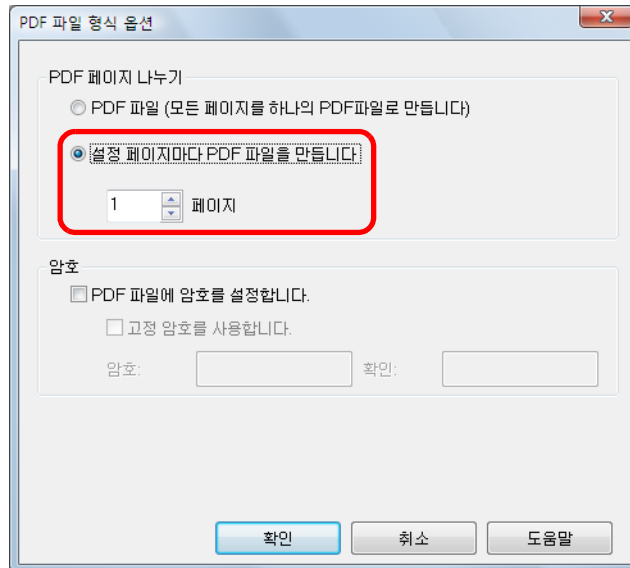 PDF 파일 형식 옵션
PDF 페이지 나누기
PDF 파일 (모든 페이지를 하나의 PDF파일로 만듭니다)
설정 페이지마다 PDF 파일을 만듭니다
1 페이지
암호
PDF 파일에 암호를 설정합니다.
고정 암호를 사용합니다.
암호: 확인:
확인 취소 도움말